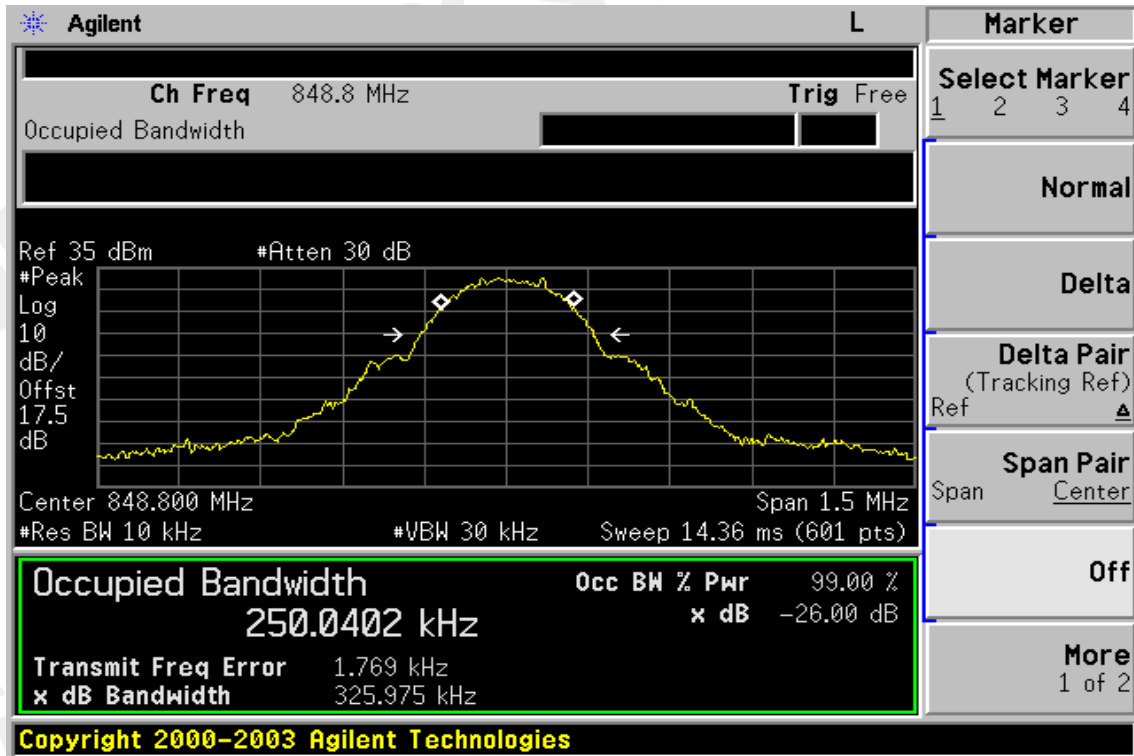 Agilent L Marker
Ch Freq 848.8 MHz Trig Free
Occupied Bandwidth
Ref 35 dBm #Atten 30 dB
#Peak
Log
10
dB/
Offst
17.5
dB
Center 848.800 MHz Span 1.5 MHz
#Res BW 10 kHz #VBW 30 kHz Sweep 14.36 ms (601 pts)
Occupied Bandwidth Occ BW % Pwr 99.00 %
250.0402 kHz x dB -26.00 dB
Transmit Freq Error 1.769 kHz
x dB Bandwidth 325.975 kHz
Select Marker
1 2 3 4
Normal
Delta
Delta Pair
(Tracking Ref)
Ref Δ
Span Pair
Span Center
Off
More
1 of 2
Copyright 2000-2003 Agilent Technologies